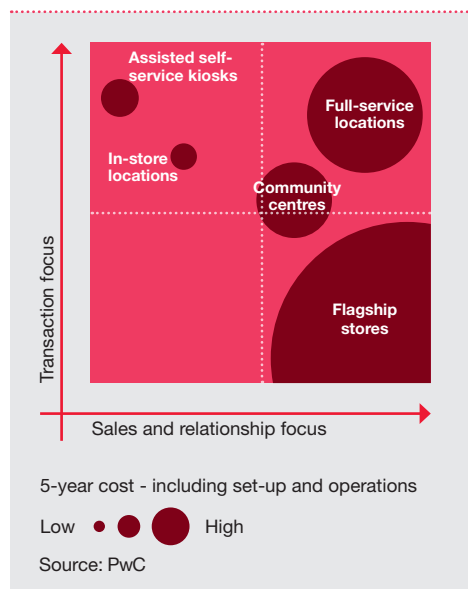 Assisted self-
service kiosks
Full-service
locations
In-store
locations
Community
centres
Flagship
stores
Transaction focus
Sales and relationship focus
5-year cost - including set-up and operations
Low High
Source: PwC